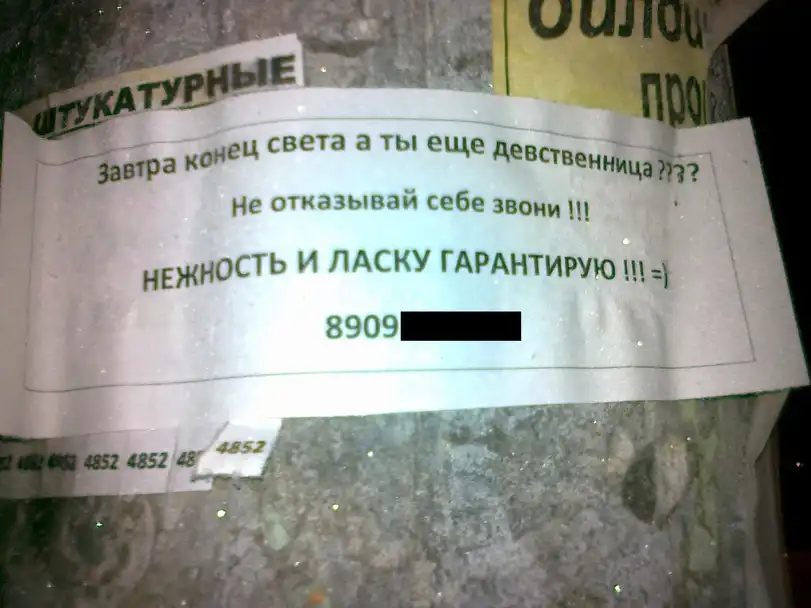 ШТУКАТУРНЫЕ
Завтра конец света а ты еще девственница ????
Не отказывай себе звони !!!
НЕЖНОСТЬ И ЛАСКУ ГАРАНТИРУЮ !!! =)
8909
4852 4852 4852 4852